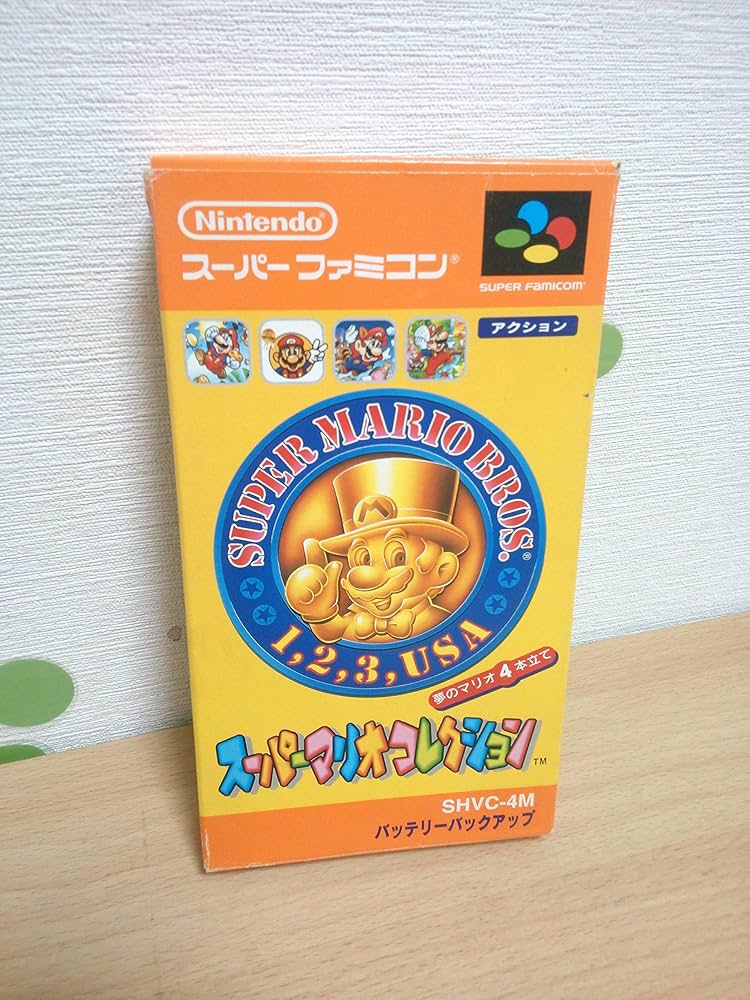 Nintendo®
スーパーファミコン®
SUPER FAMICOM®
アクション
SUPER MARIO BROS.®
M
1,2,3,USA
夢のマリオ4本立て
スーパーマリオコレクション™
SHVC-4M
バッテリーバックアップ